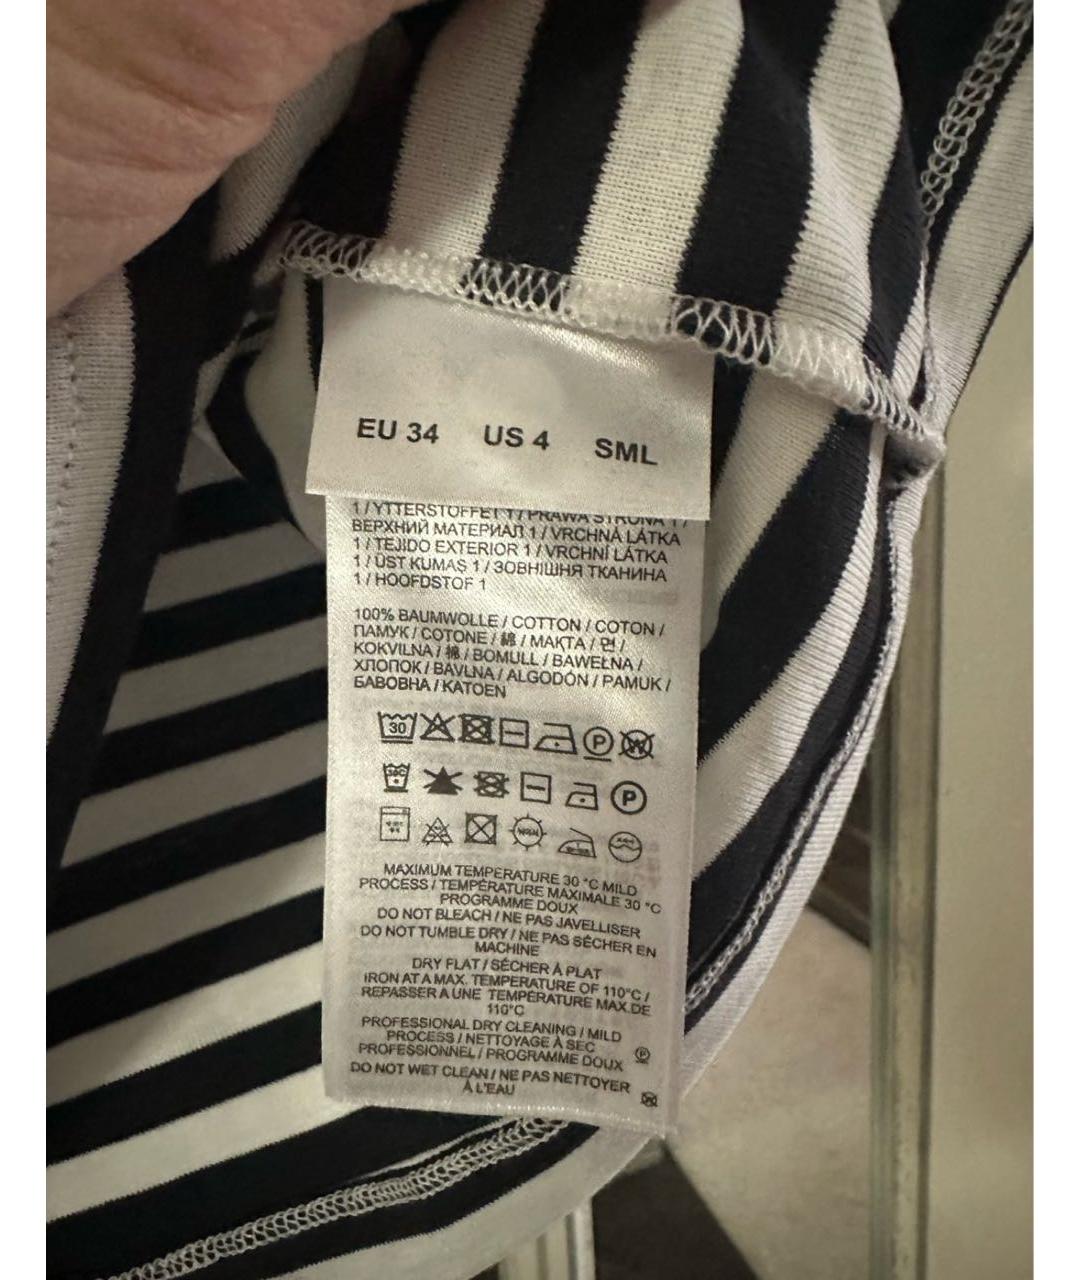 EU 34 US 4 SML
1 / YTTERSTOFFET 1 / PRAWA STRONA 1 /
ВЕРХНИЙ МАТЕРИАЛ 1 / VRCHNÁ LÁTKA
1 / TEJIDO EXTERIOR 1 / VRCHNÍ LÁTKA
1 / ÜST KUMAŞ 1 / ЗОВНІШНЯ ТКАНИНА
1 / HOOFDSTOF 1
100% BAUMWOLLE / COTTON / COTON /
ПАМУК / COTONE / 綿 / МАҚТА / 면 /
KOKVILNA / 棉 / BOMULL / BAWEŁNA /
ХЛОПОК / BAVLNA / ALGODÓN / PAMUK /
БАВОВНА / KATOEN
30
P W
30C
P
MAXIMUM TEMPERATURE 30 °C MILD
PROCESS / TEMPÉRATURE MAXIMALE 30 °C
PROGRAMME DOUX
DO NOT BLEACH / NE PAS JAVELLISER
DO NOT TUMBLE DRY / NE PAS SÉCHER EN
MACHINE
DRY FLAT / SÉCHER À PLAT
IRON AT A MAX. TEMPERATURE OF 110°C /
REPASSER A UNE TEMPÉRATURE MAX.DE
110°C
PROFESSIONAL DRY CLEANING / MILD
PROCESS / NETTOYAGE À SEC
PROFESSIONNEL / PROGRAMME DOUX P
DO NOT WET CLEAN / NE PAS NETTOYER
À L'EAU W